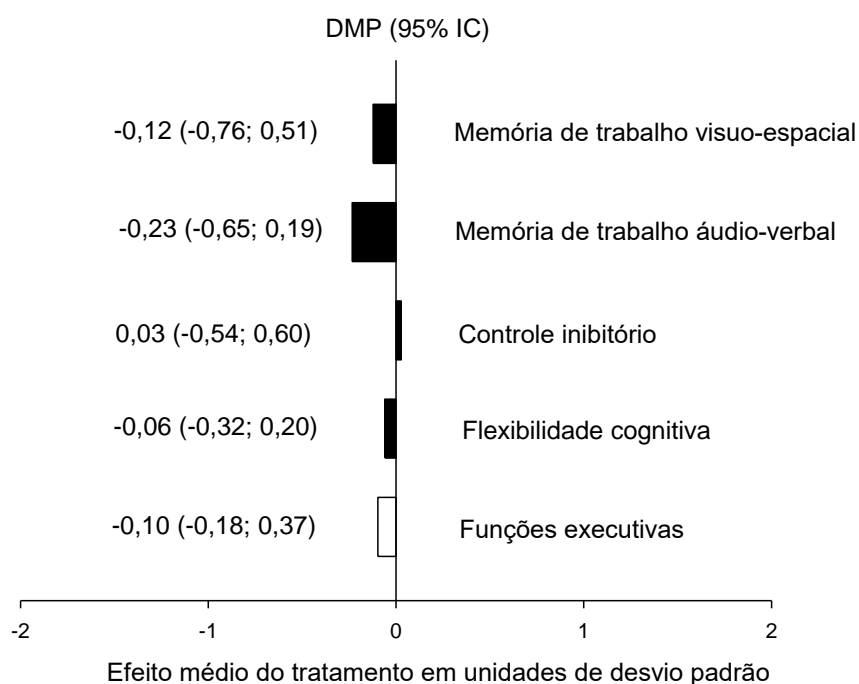 DMP (95% IC)
-0,12 (-0,76; 0,51) Memória de trabalho visuo-espacial
-0,23 (-0,65; 0,19) Memória de trabalho áudio-verbal
0,03 (-0,54; 0,60) Controle inibitório
-0,06 (-0,32; 0,20) Flexibilidade cognitiva
-0,10 (-0,18; 0,37) Funções executivas
-2 -1 0 1 2
Efeito médio do tratamento em unidades de desvio padrão